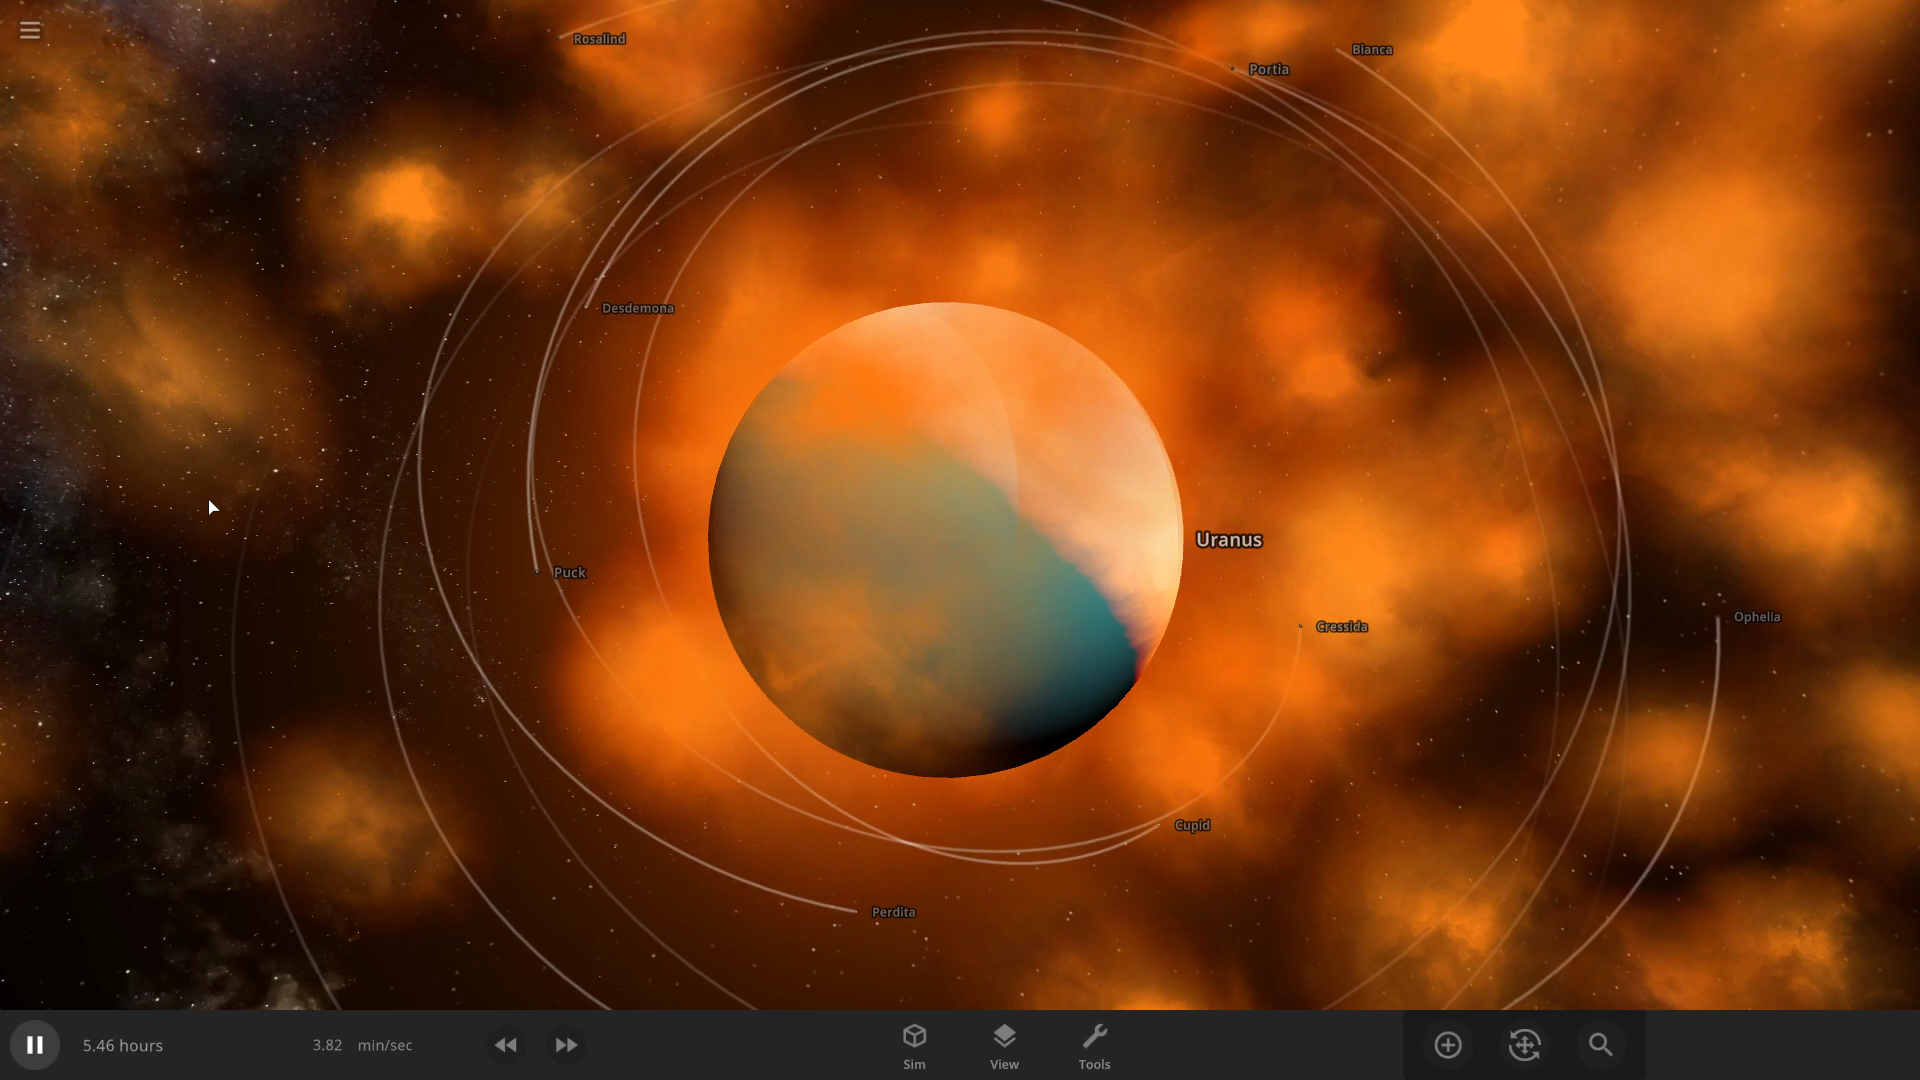 Rosalind
Bianca
Portia
Desdemona
Uranus
Puck
Ophelia
Cressida
Cupid
Perdita
5.46 hours
3.82 min/sec
Sim
View
Tools